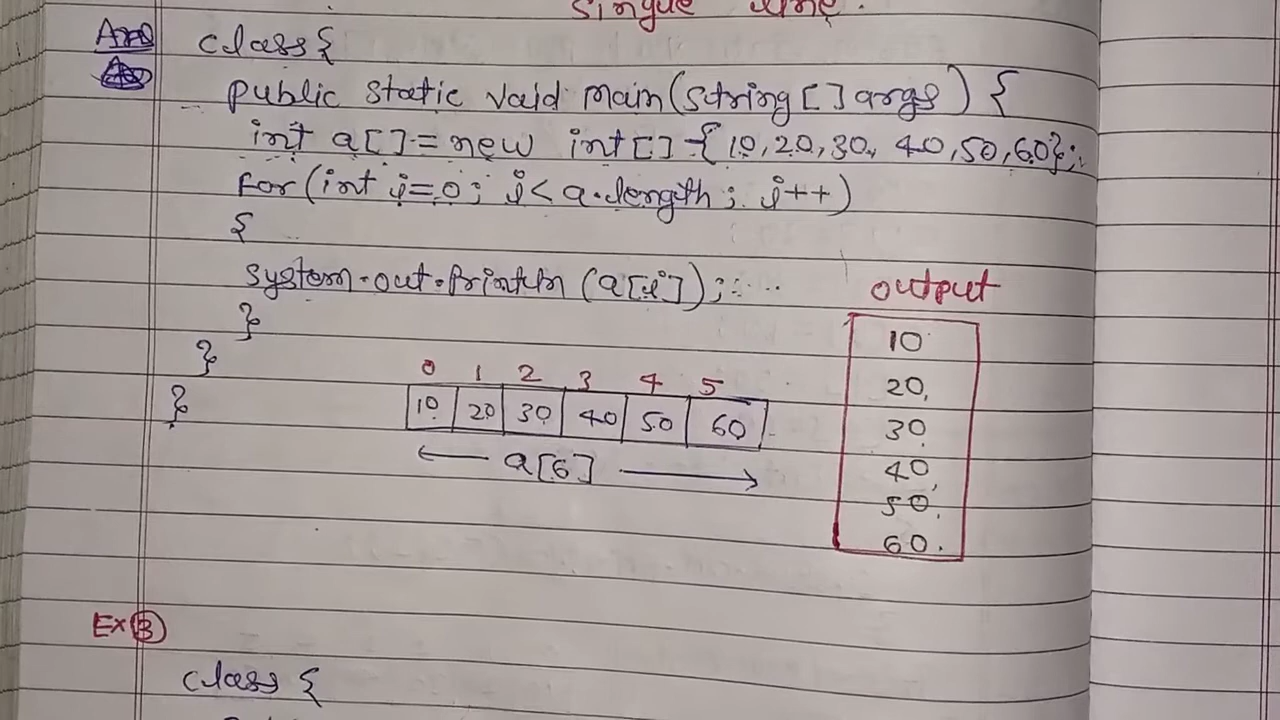 single line.
Ans class{
public static void main(string[] args) {
int a[] = new int[] {10,20,30, 40,50,60};
for(int i=0; i<a.length; i++)
{
system.out.println (a[i]);
}
}
}
0 1 2 3 4 5
10 20 30 40 50 60
a[6]
output
10
20
30
40
50
60
Ex 3
class {